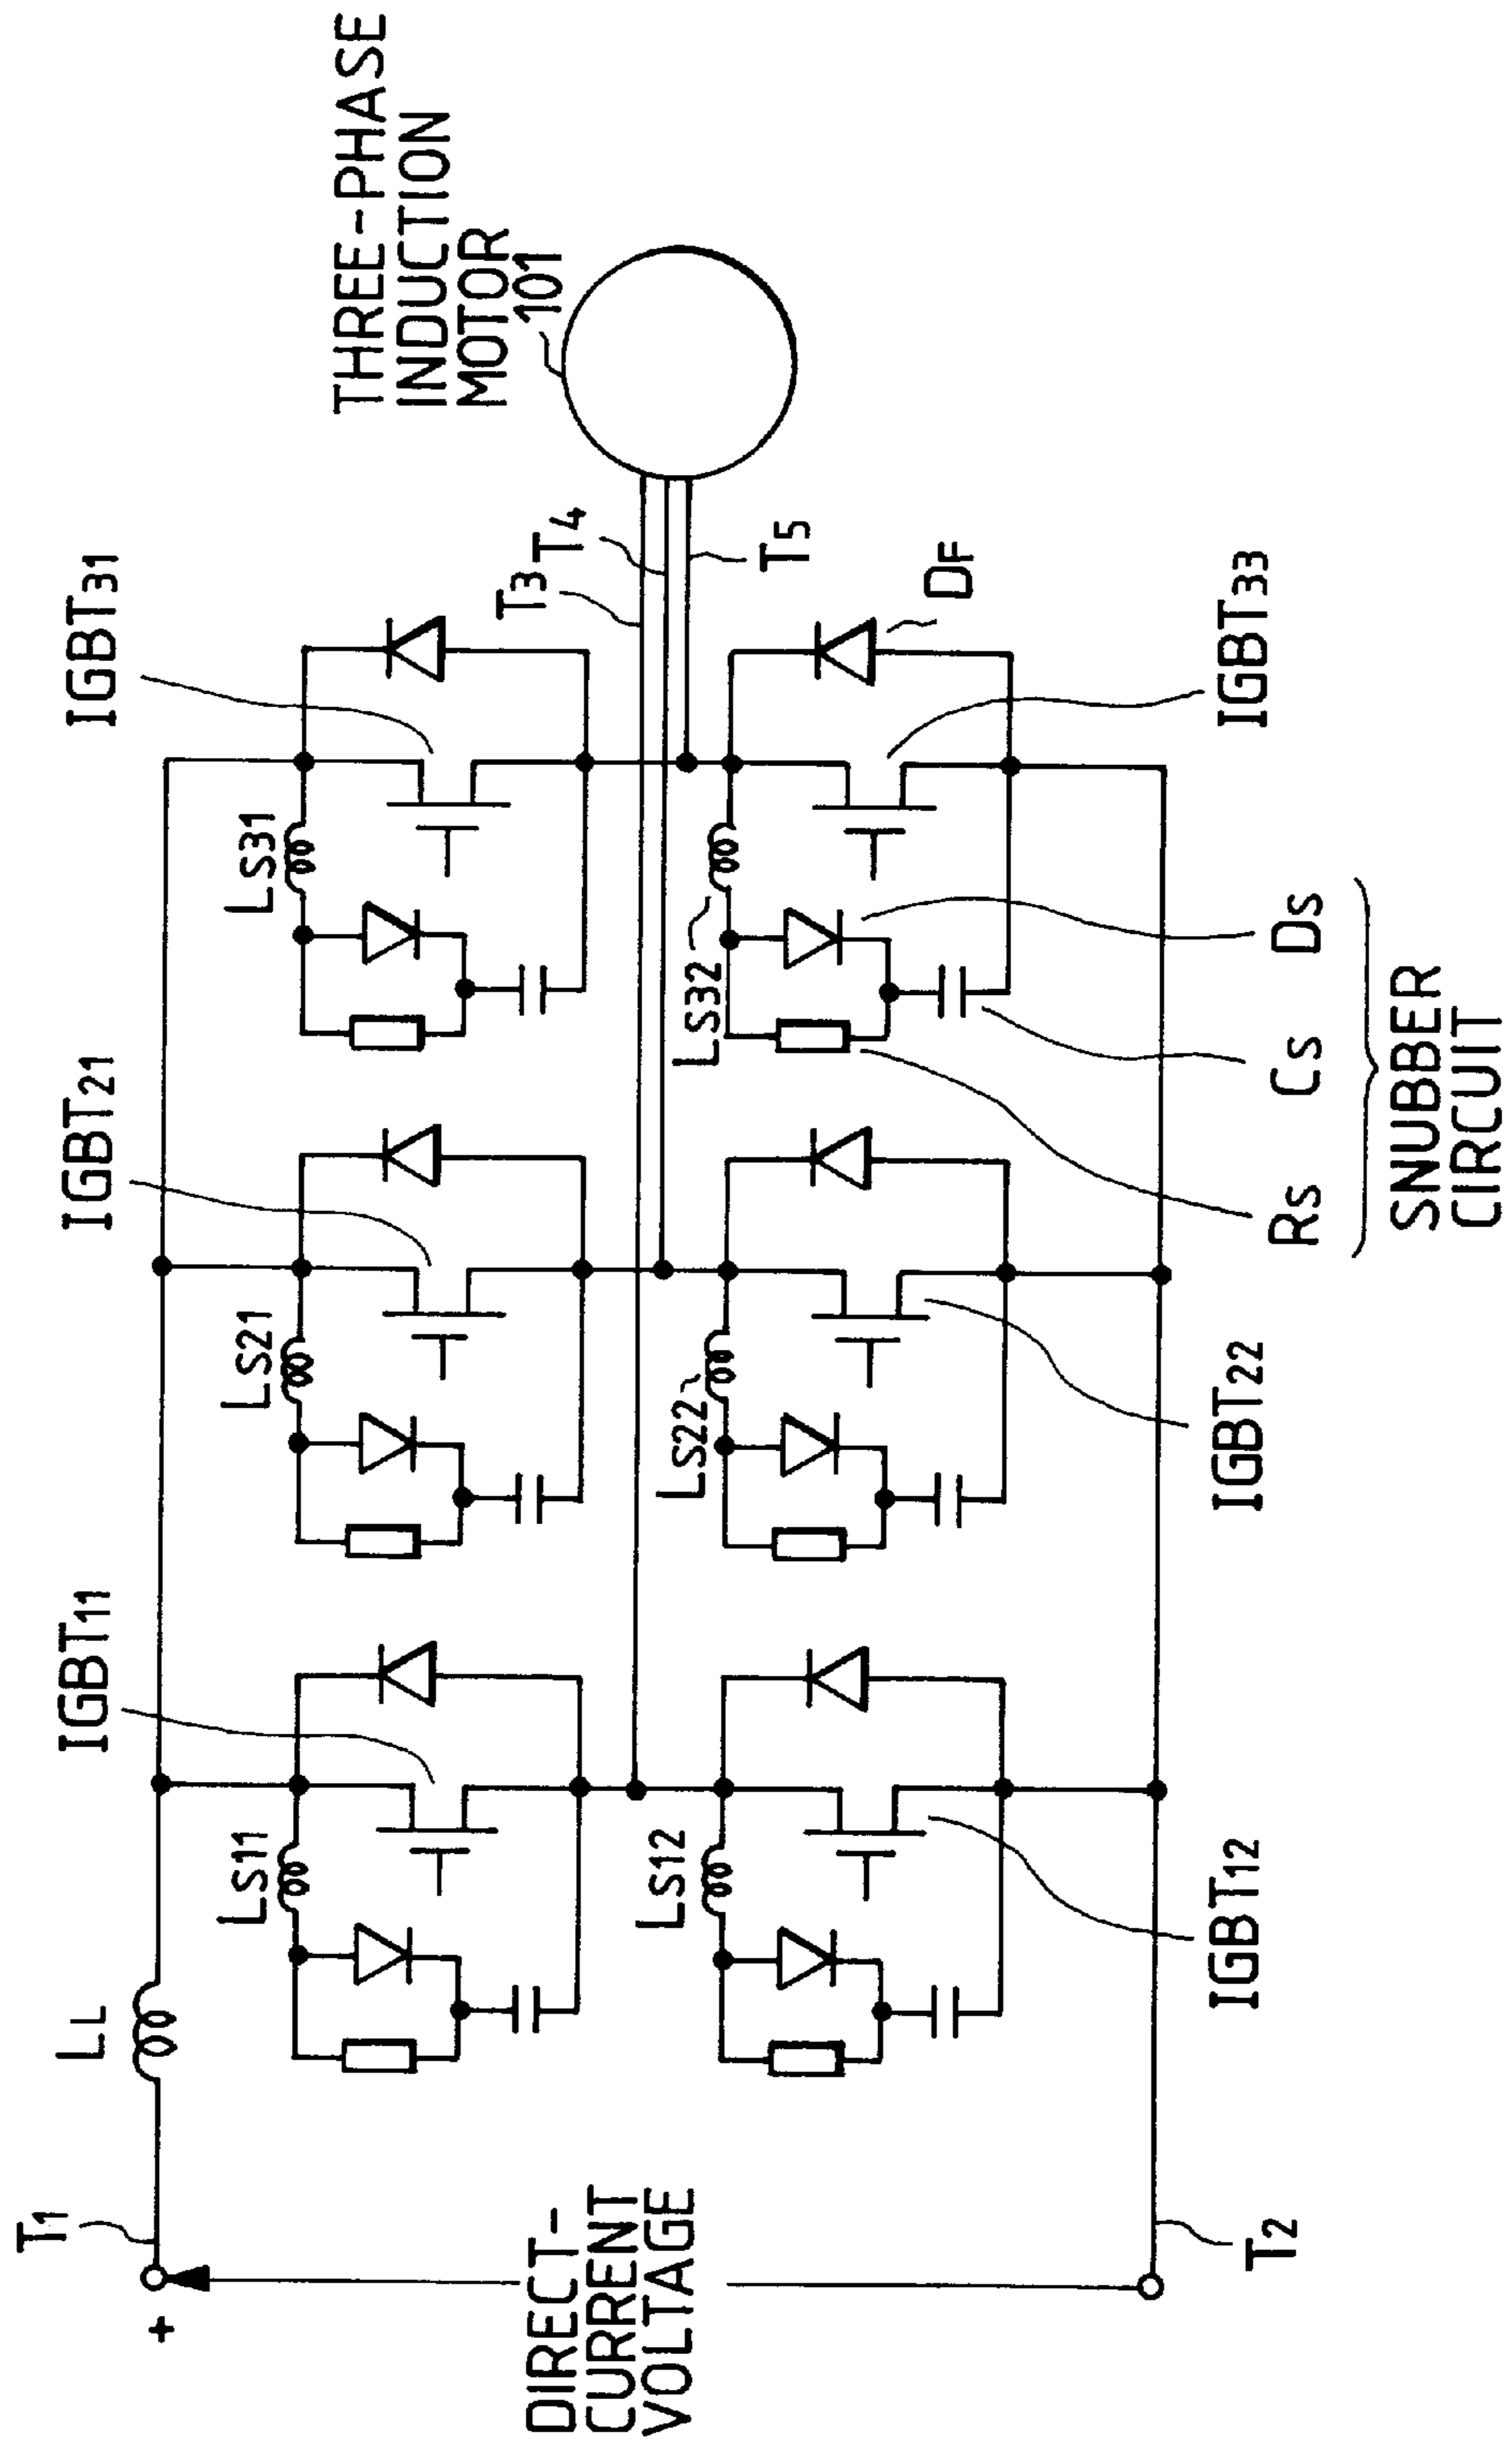 THREE-PHASE
INDUCTION
MOTOR
101
IGBT31
IGBT21
IGBT11
LL
T1
+
LS31
LS21
LS11
T3
T4
T5
DF
LS32
LS22
LS12
DIRECT-
CURRENT
VOLTAGE
IGBT33
IGBT22
IGBT12
T2
RS
CS
DS
SNUBBER
CIRCUIT